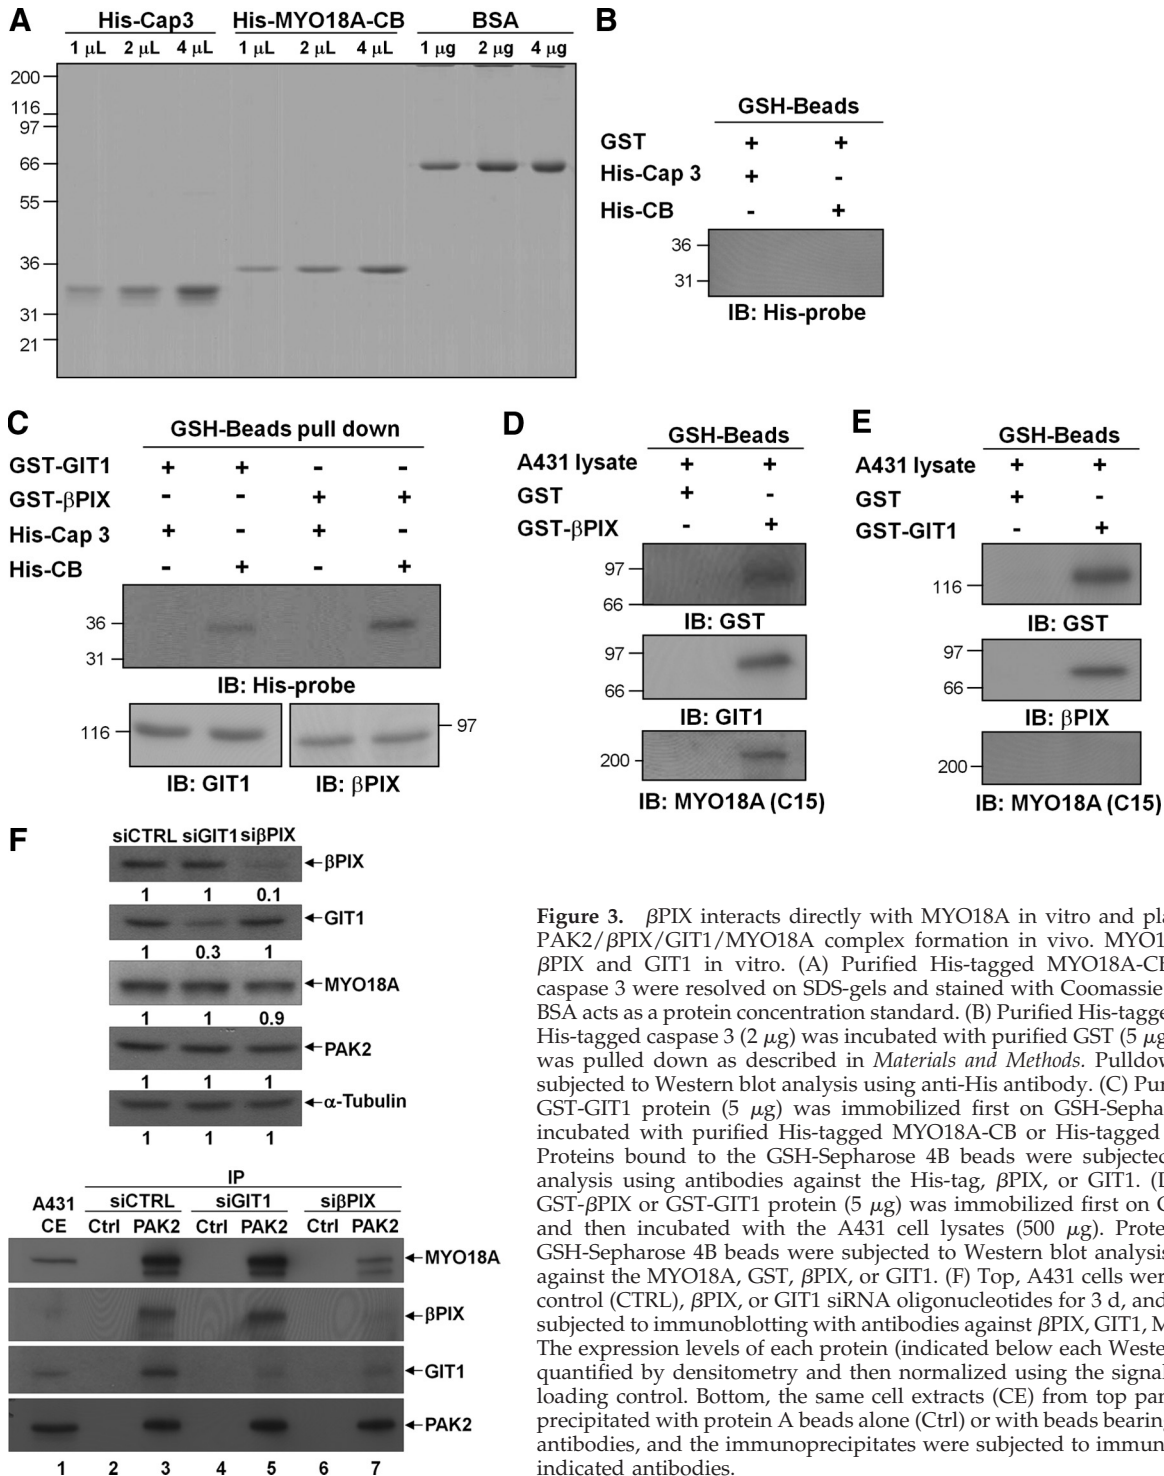 A
His-Cap3 His-MYO18A-CB BSA
1 μL 2 μL 4 μL 1 μL 2 μL 4 μL 1 μg 2 μg 4 μg
200
116
97
66
55
36
31
21
B
GSH-Beads
GST + +
His-Cap 3 + -
His-CB - +
36
31
IB: His-probe
C
GSH-Beads pull down
GST-GIT1 + + - -
GST-βPIX - - + +
His-Cap 3 + - + -
His-CB - + - +
36
31
IB: His-probe
116
97
IB: GIT1 IB: βPIX
D
GSH-Beads
A431 lysate + +
GST + -
GST-βPIX - +
97
66
IB: GST
97
66
IB: GIT1
200
IB: MYO18A (C15)
E
GSH-Beads
A431 lysate + +
GST + -
GST-GIT1 - +
116
IB: GST
97
66
IB: βPIX
200
IB: MYO18A (C15)
F
siCTRL siGIT1 siβPIX
βPIX
1 1 0.1
GIT1
1 0.3 1
MYO18A
1 1 0.9
PAK2
1 1 1
α-Tubulin
1 1 1
IP
A431 siCTRL siGIT1 siβPIX
CE Ctrl PAK2 Ctrl PAK2 Ctrl PAK2
MYO18A
βPIX
GIT1
PAK2
1 2 3 4 5 6 7
Figure 3. βPIX interacts directly with MYO18A in vitro and
PAK2/βPIX/GIT1/MYO18A complex formation in vivo.
βPIX and GIT1 in vitro. (A) Purified His-tagged
caspase 3 were resolved on SDS-gels and stained with Coomassie
BSA acts as a protein concentration standard. (B) Purified
His-tagged caspase 3 (2 μg) was incubated with purified GST (5 μg
was pulled down as described in Materials and Methods.
subjected to Western blot analysis using anti-His antibody. (C)
GST-GIT1 protein (5 μg) was immobilized first on
incubated with purified His-tagged MYO18A-CB or His-tagged
Proteins bound to the GSH-Sepharose 4B beads were subjected
analysis using antibodies against the His-tag, βPIX, or GIT1.
GST-βPIX or GST-GIT1 protein (5 μg) was immobilized first on
and then incubated with the A431 cell lysates (500 μg).
GSH-Sepharose 4B beads were subjected to Western blot analysis
against the MYO18A, GST, βPIX, or GIT1. (F) Top, A431 cells
control (CTRL), βPIX, or GIT1 siRNA oligonucleotides for 3 d, and
subjected to immunoblotting with antibodies against βPIX, GIT1,
The expression levels of each protein (indicated below each
quantified by densitometry and then normalized using the
loading control. Bottom, the same cell extracts (CE) from top
precipitated with protein A beads alone (Ctrl) or with beads
antibodies, and the immunoprecipitates were subjected to
indicated antibodies.